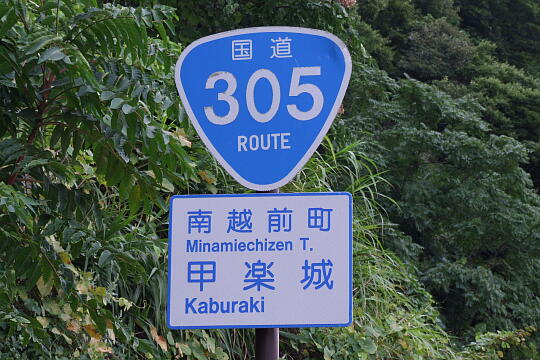 国道
305
ROUTE
南越前町
Minamiechizen T.
甲楽城
Kaburaki